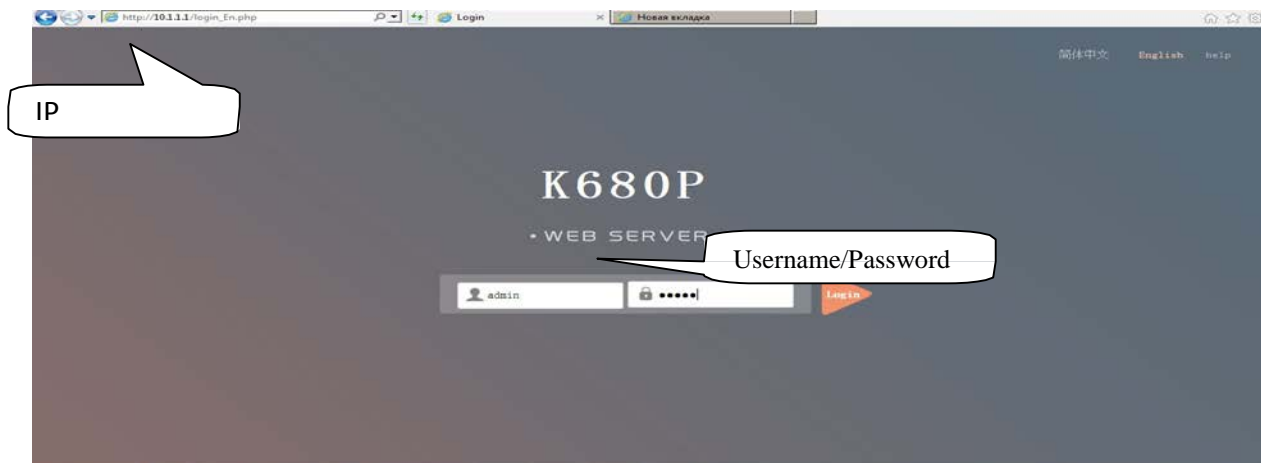 http://10.1.1.1/login_En.php
Login
Новая вкладка
简体中文 English help
IP
K680P
• WEB SERVER
Username/Password
admin
•••••
Login